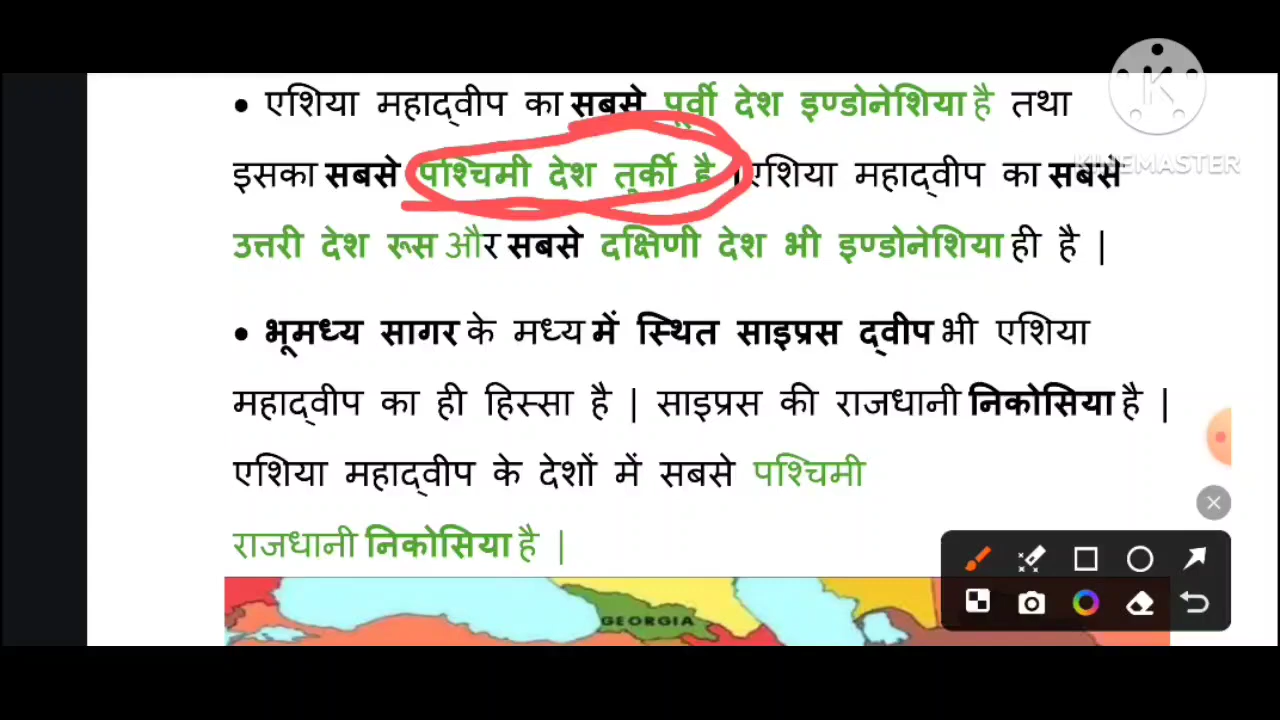 • एशिया महाद्वीप का सबसे पूर्वी देश इण्डोनेशिया है तथा
KINEMASTER
इसका सबसे पश्चिमी देश तुर्की है | एशिया महाद्वीप का सबसे
उत्तरी देश रूस और सबसे दक्षिणी देश भी इण्डोनेशिया ही है |
• भूमध्य सागर के मध्य में स्थित साइप्रस द्वीप भी एशिया
महाद्वीप का ही हिस्सा है | साइप्रस की राजधानी निकोसिया है |
एशिया महाद्वीप के देशों में सबसे पश्चिमी
राजधानी निकोसिया है |
GEORGIA